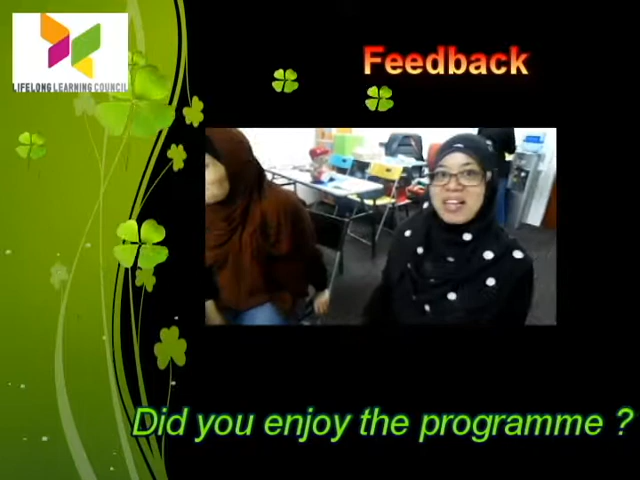 LIFELONG LEARNING COUNCIL
Feedback
Did you enjoy the programme ?